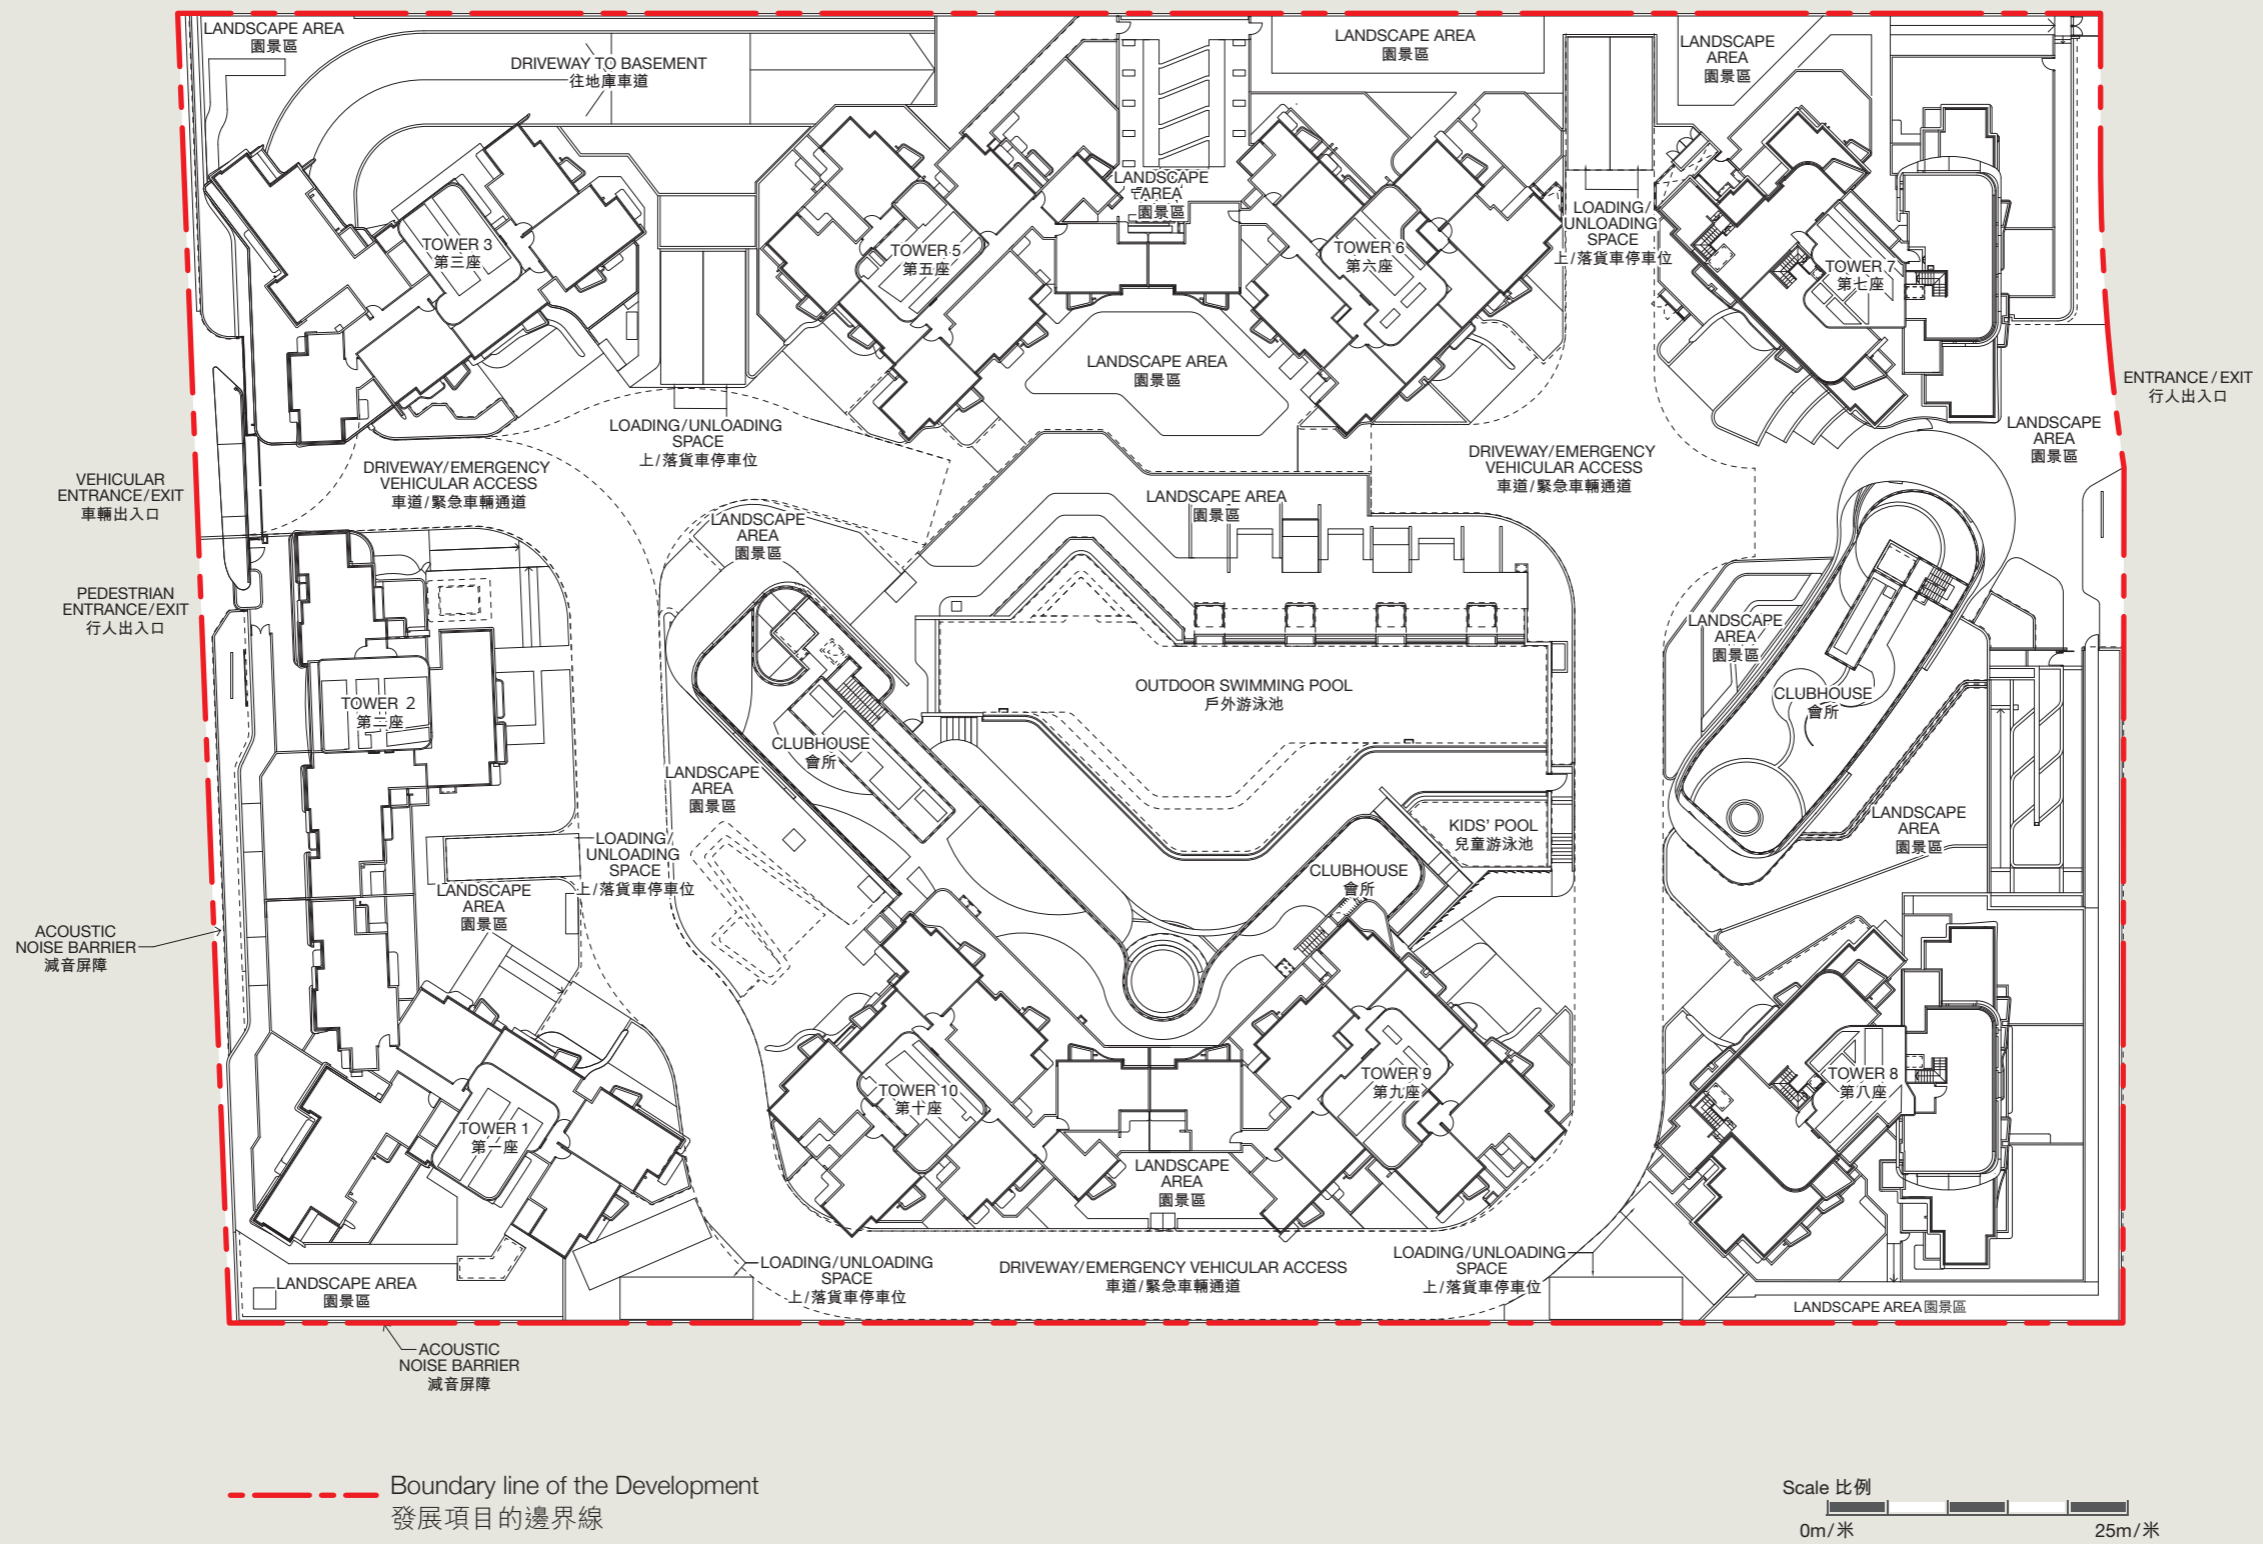 LANDSCAPE AREA
園景區
DRIVEWAY TO BASEMENT
往地庫車道
LANDSCAPE AREA
園景區
LANDSCAPE
AREA
園景區
TOWER 3
第三座
TOWER 5
第五座
LANDSCAPE
AREA
園景區
TOWER 6
第六座
LOADING/
UNLOADING
SPACE
上/落貨車停車位
TOWER 7
第七座
LANDSCAPE AREA
園景區
ENTRANCE/EXIT
行人出入口
LOADING/UNLOADING
SPACE
上/落貨車停車位
LANDSCAPE
AREA
園景區
VEHICULAR
ENTRANCE/EXIT
車輛出入口
DRIVEWAY/EMERGENCY
VEHICULAR ACCESS
車道/緊急車輛通道
DRIVEWAY/EMERGENCY
VEHICULAR ACCESS
車道/緊急車輛通道
LANDSCAPE AREA
園景區
LANDSCAPE
AREA
園景區
PEDESTRIAN
ENTRANCE/EXIT
行人出入口
LANDSCAPE
AREA
園景區
OUTDOOR SWIMMING POOL
戶外游泳池
TOWER 2
第二座
CLUBHOUSE
會所
CLUBHOUSE
會所
LANDSCAPE
AREA
園景區
LANDSCAPE
AREA
園景區
KIDS' POOL
兒童游泳池
LOADING/
UNLOADING
SPACE
上/落貨車停車位
CLUBHOUSE
會所
LANDSCAPE
AREA
園景區
ACOUSTIC
NOISE BARRIER
減音屏障
TOWER 1
第一座
TOWER 10
第十座
TOWER 9
第九座
TOWER 8
第八座
LANDSCAPE
AREA
園景區
LANDSCAPE AREA
園景區
LOADING/UNLOADING
SPACE
上/落貨車停車位
DRIVEWAY/EMERGENCY VEHICULAR ACCESS
車道/緊急車輛通道
LOADING/UNLOADING
SPACE
上/落貨車停車位
LANDSCAPE AREA 園景區
ACOUSTIC
NOISE BARRIER
減音屏障
Boundary line of the Development
發展項目的邊界線
Scale 比例
0m/米
25m/米